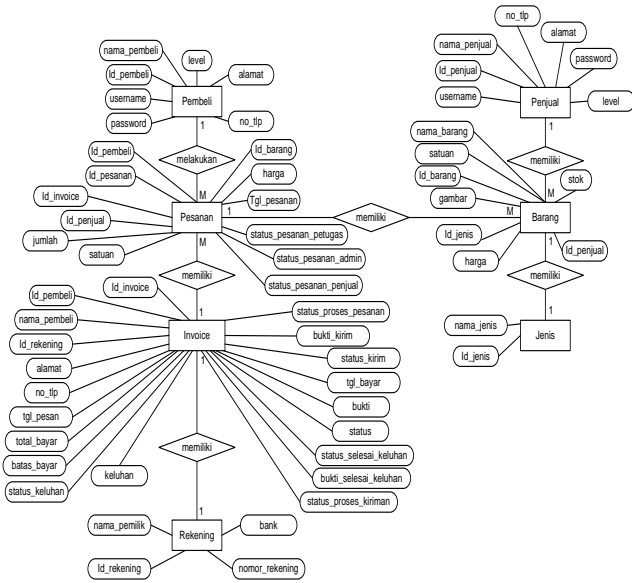 no_tlp
alamat
nama_penjual
password
Id_penjual
username
level
Penjual
1
nama_pembeli
level
Id_pembeli
alamat
username
Pembeli
password
no_tlp
1
melakukan
M
Id_pembeli
Id_barang
Id_pesanan
harga
Id_invoice
Tgl_pesanan
Id_penjual
Pesanan
1
status_pesanan_petugas
jumlah
M
status_pesanan_admin
satuan
status_pesanan_penjual
memiliki
M
nama_barang
memiliki
satuan
stok
Id_barang
M
gambar
Barang
Id_jenis
1
Id_penjual
harga
memiliki
1
nama_jenis
Jenis
Id_jenis
memiliki
1
Id_invoice
Id_pembeli
status_proses_pesanan
nama_pembeli
Invoice
bukti_kirim
Id_rekening
1
status_kirim
alamat
tgl_bayar
no_tlp
bukti
tgl_pesan
status
total_bayar
status_selesai_keluhan
batas_bayar
bukti_selesai_keluhan
status_keluhan
keluhan
status_proses_kiriman
memiliki
1
nama_pemilik
bank
Rekening
Id_rekening
nomor_rekening